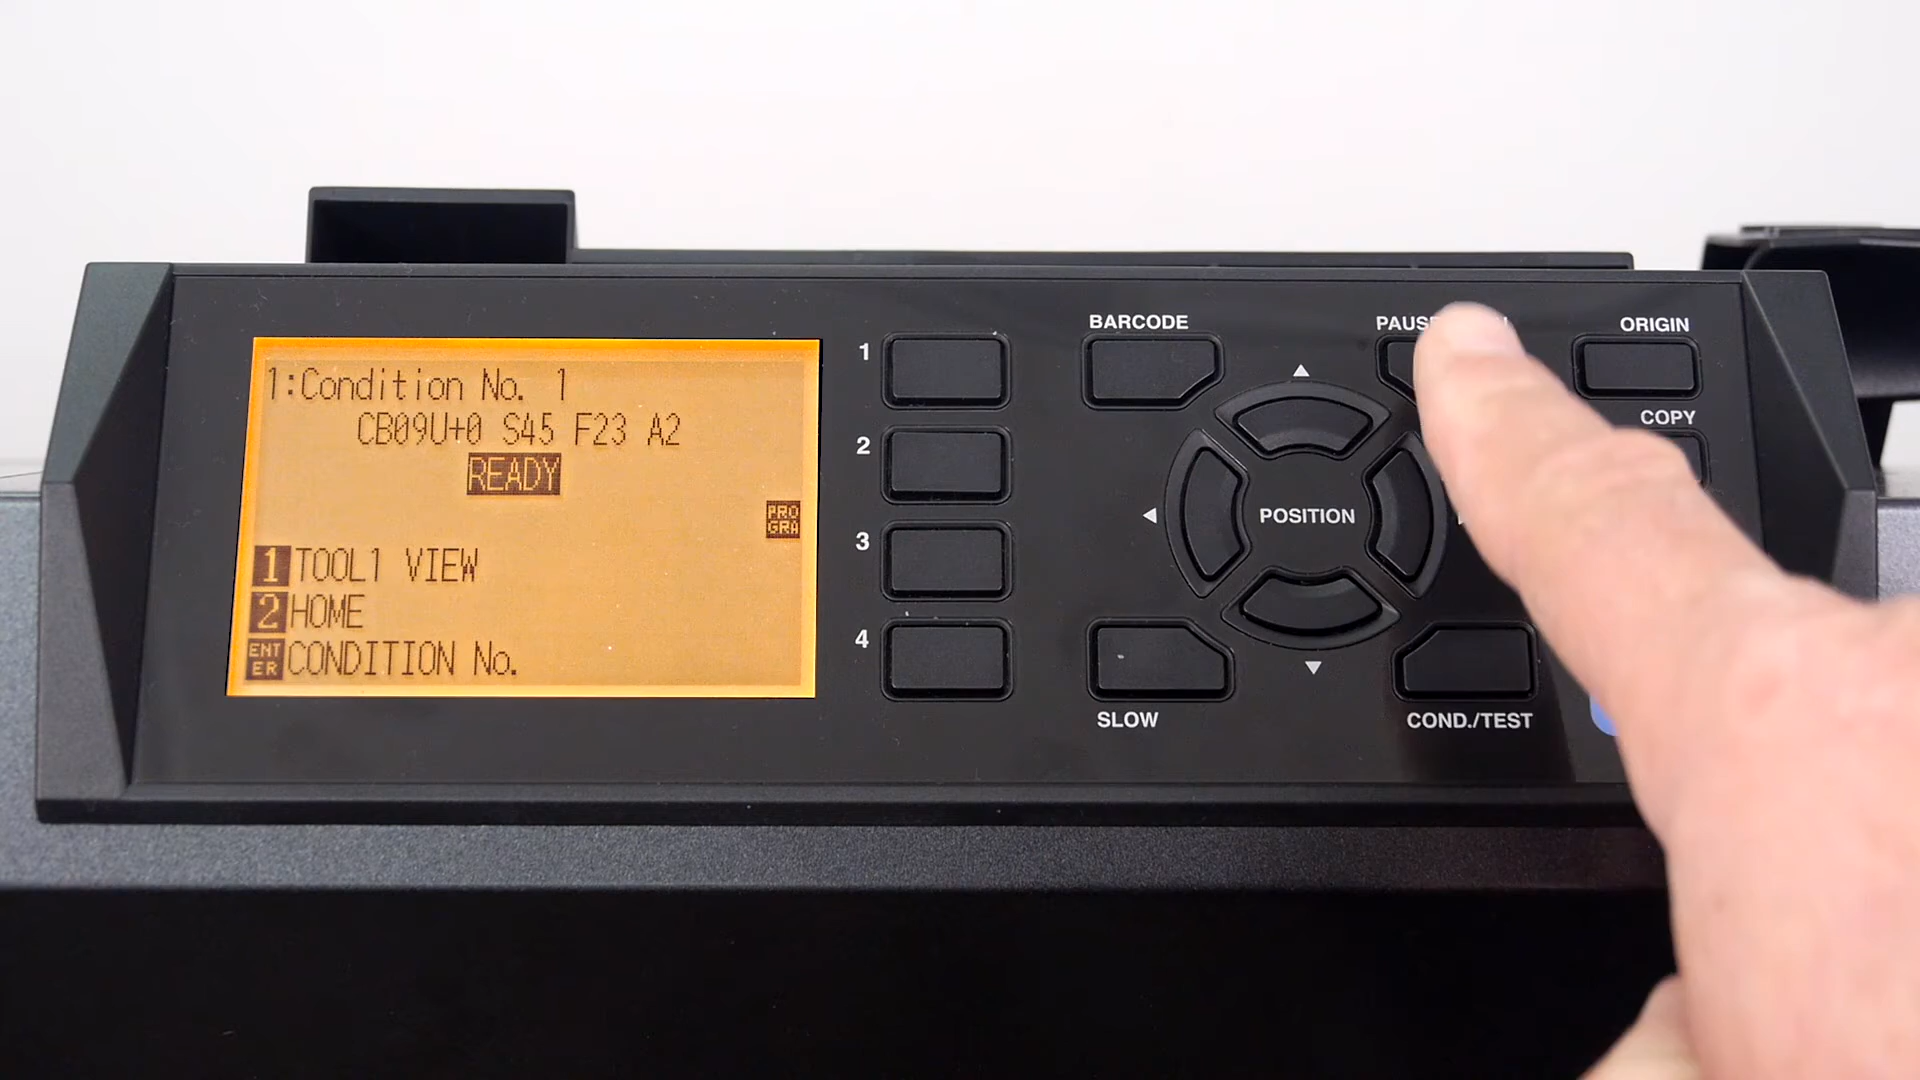 1:Condition No. 1
CB09U+0 S45 F23 A2
READY
PRO
GRA
1 TOOL1 VIEW
2 HOME
ENT
ER CONDITION No.
1
2
3
4
BARCODE
ORIGIN
COPY
POSITION
SLOW
COND./TEST